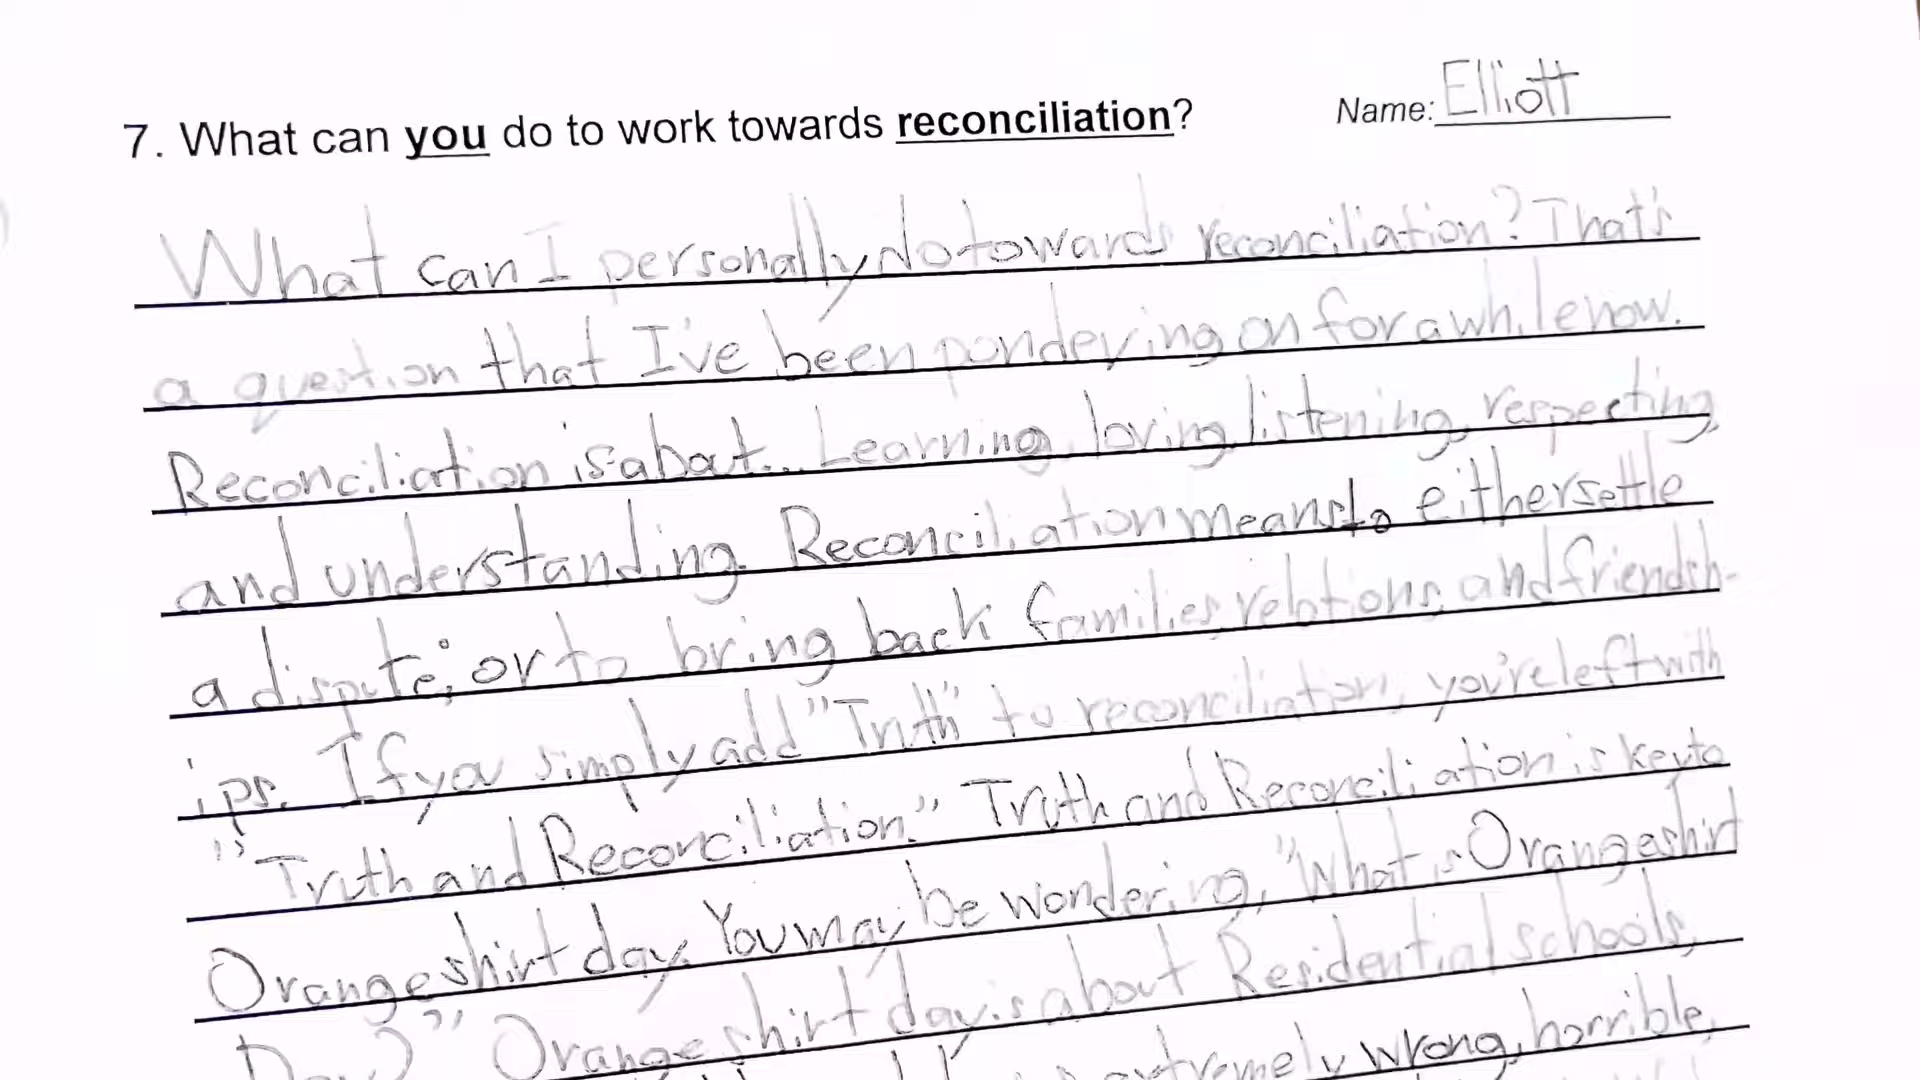 Name: Elliott
7. What can you do to work towards reconciliation?
What can I personally do towards reconciliation? That's
a question that I've been pondering on for a while now.
Reconciliation is about... Learning, loving, listening, respecting,
and understanding. Reconciliation means to either settle
a dispute; or to bring back families, relations, and friendsh-
ips. If you simply add "Truth" to reconciliation, you're left with
"Truth and Reconciliation." Truth and Reconciliation is key to
Orange shirt day. You may be wondering, "What is Orange shirt
Day?" Orange shirt day is about Residential schools,
extremely wrong, horrible,